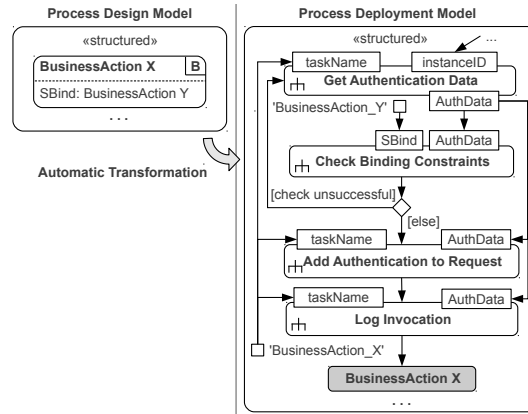 Process Design Model
«structured»
BusinessAction X
B
SBind: BusinessAction Y
. . .
Automatic Transformation
Process Deployment Model
«structured»
...
taskName
instanceID
Get Authentication Data
'BusinessAction_Y'
AuthData
SBind
AuthData
Check Binding Constraints
[check unsuccessful]
[else]
taskName
AuthData
Add Authentication to Request
taskName
AuthData
Log Invocation
'BusinessAction_X'
BusinessAction X
. . .